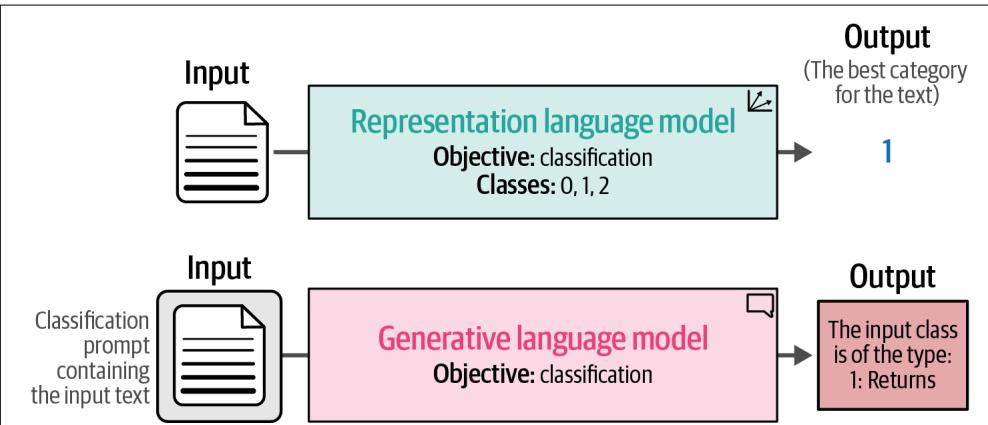 Input
Representation language model
Objective: classification
Classes: 0, 1, 2
Output
(The best category
for the text)
1
Input
Classification
prompt
containing
the input text
Generative language model
Objective: classification
Output
The input class
is of the type:
1: Returns